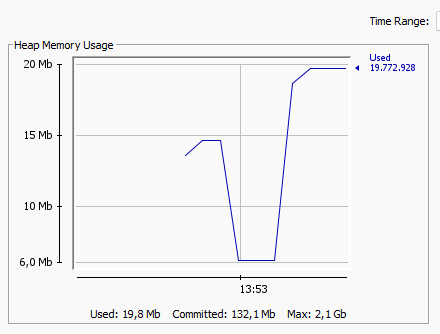 Time Range:
Heap Memory Usage
20 Mb
15 Mb
10 Mb
6,0 Mb
Used
19.772.928
13:53
Used: 19,8 Mb Committed: 132,1 Mb Max: 2,1 Gb